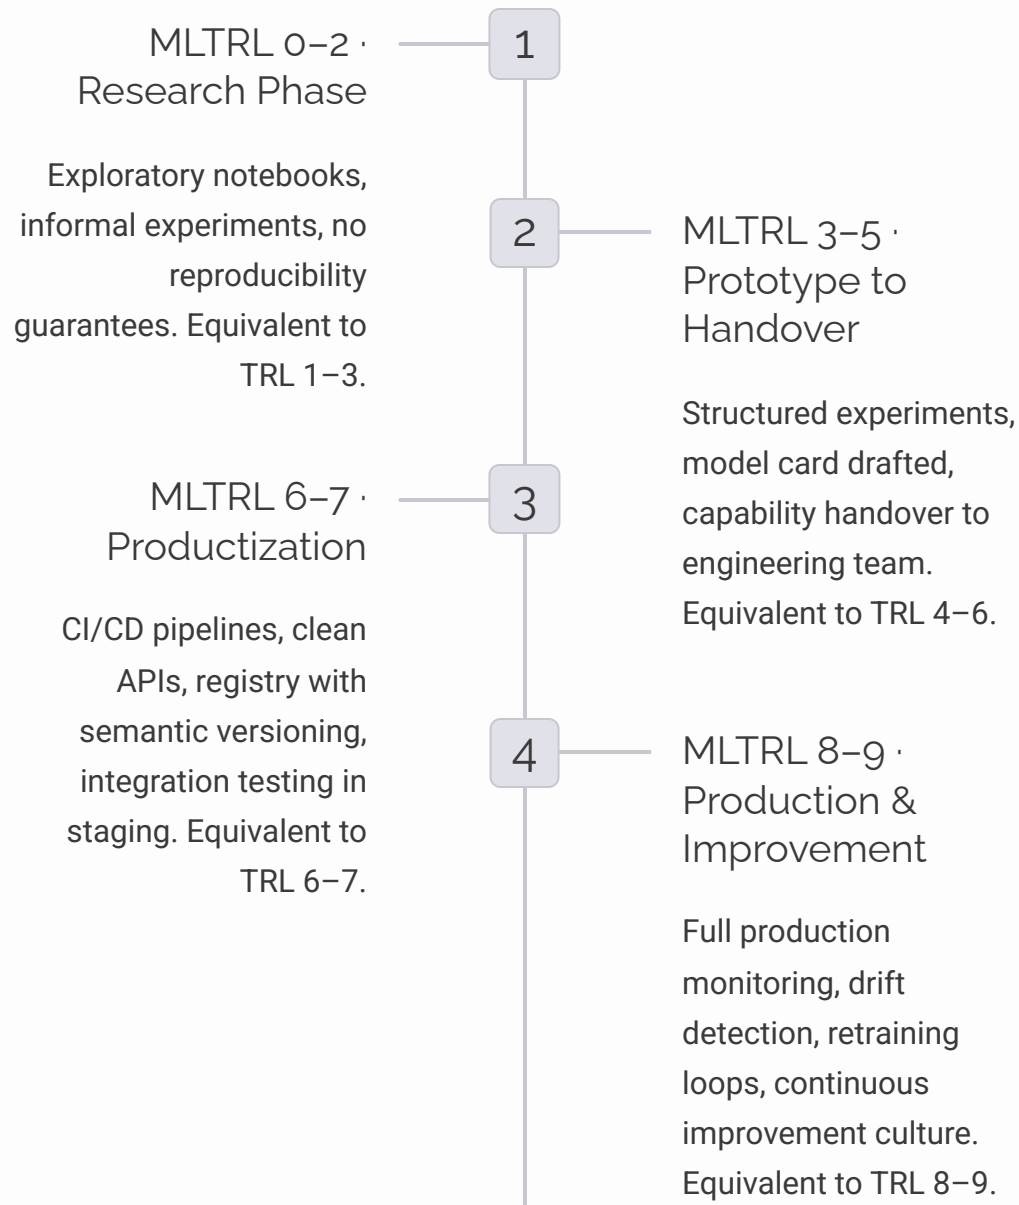 1
MLTRL 0–2 ·
Research Phase
Exploratory notebooks,
informal experiments, no
reproducibility
guarantees. Equivalent to
TRL 1–3.
2
MLTRL 3–5 ·
Prototype to
Handover
Structured experiments,
model card drafted,
capability handover to
engineering team.
Equivalent to TRL 4–6.
3
MLTRL 6–7 ·
Productization
CI/CD pipelines, clean
APIs, registry with
semantic versioning,
integration testing in
staging. Equivalent to
TRL 6–7.
4
MLTRL 8–9 ·
Production &
Improvement
Full production
monitoring, drift
detection, retraining
loops, continuous
improvement culture.
Equivalent to TRL 8–9.